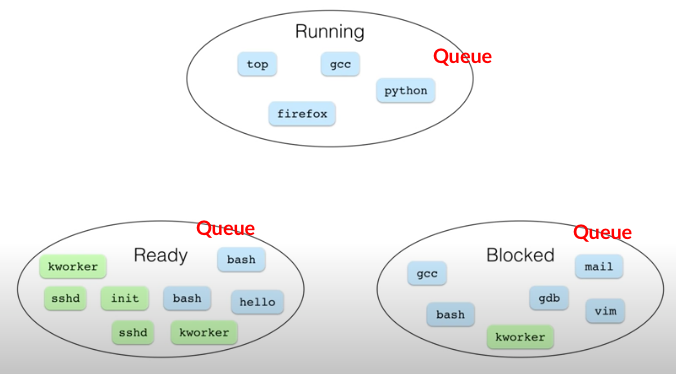 Running
Queue
top
gcc
python
firefox
Queue
Ready
bash
kworker
sshd
init
bash
hello
sshd
kworker
Queue
Blocked
mail
gcc
gdb
bash
vim
kworker